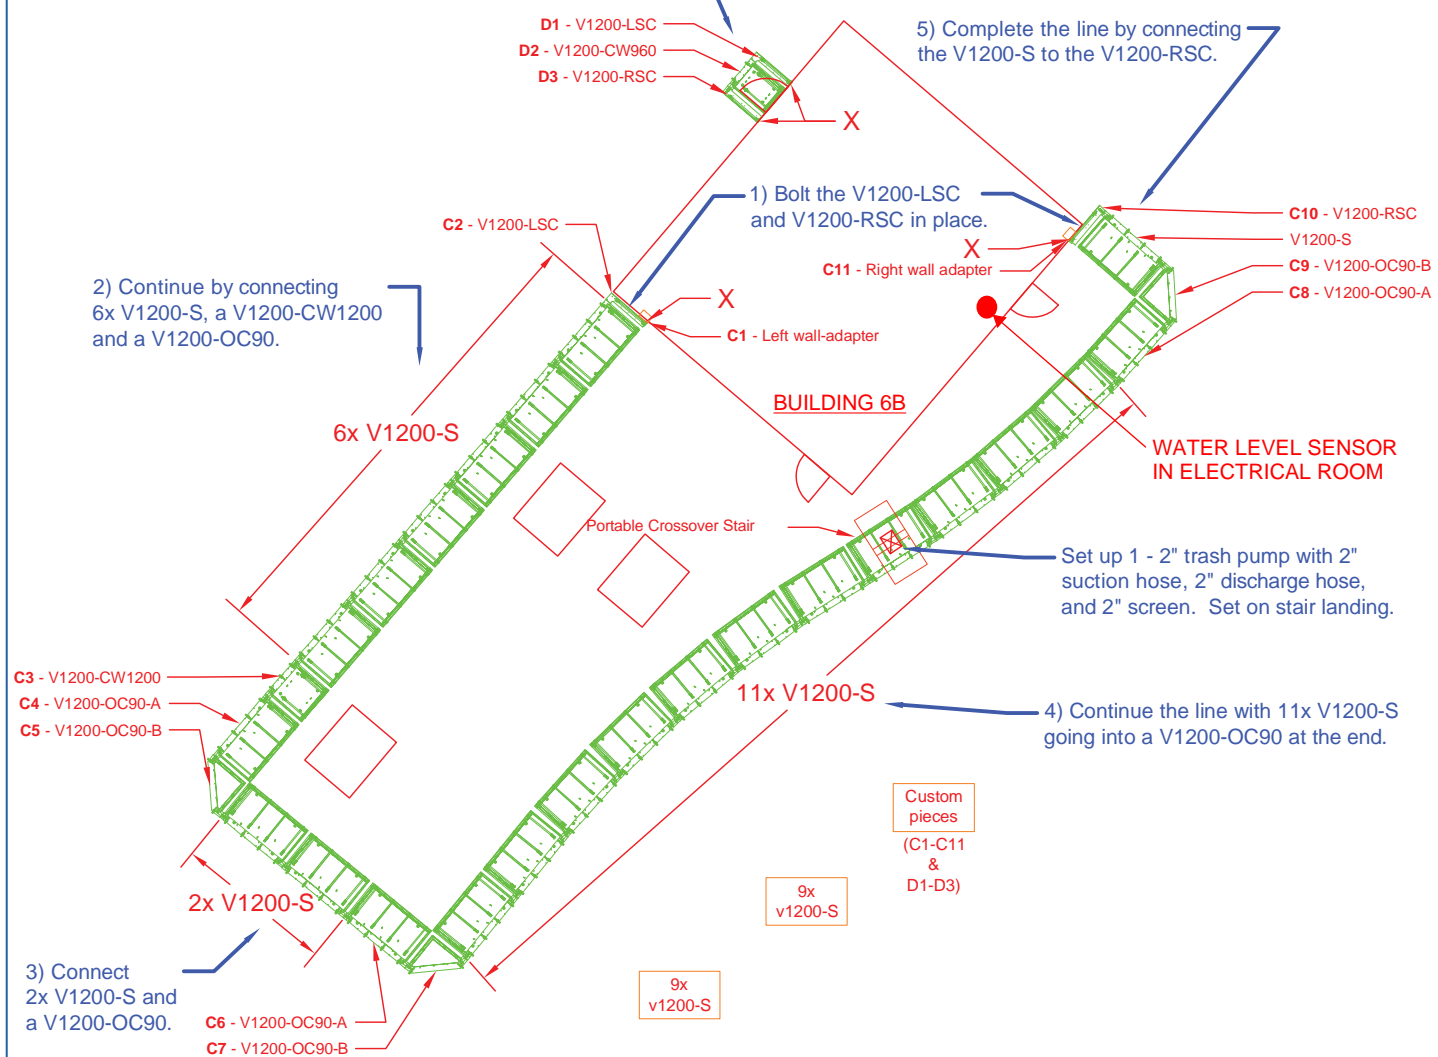 D1 - V1200-LSC
D2 - V1200-CW960
D3 - V1200-RSC
X
5) Complete the line by connecting
the V1200-S to the V1200-RSC.
1) Bolt the V1200-LSC
and V1200-RSC in place.
C2 - V1200-LSC
X
C11 - Right wall adapter
C10 - V1200-RSC
V1200-S
C9 - V1200-OC90-B
C8 - V1200-OC90-A
2) Continue by connecting
6x V1200-S, a V1200-CW1200
and a V1200-OC90.
X
C1 - Left wall-adapter
BUILDING 6B
6x V1200-S
WATER LEVEL SENSOR
IN ELECTRICAL ROOM
Portable Crossover Stair
Set up 1 - 2" trash pump with 2"
suction hose, 2" discharge hose,
and 2" screen. Set on stair landing.
C3 - V1200-CW1200
C4 - V1200-OC90-A
C5 - V1200-OC90-B
11x V1200-S
4) Continue the line with 11x V1200-S
going into a V1200-OC90 at the end.
Custom
pieces
(C1-C11
&
D1-D3)
9x
v1200-S
2x V1200-S
3) Connect
2x V1200-S and
a V1200-OC90.
9x
v1200-S
C6 - V1200-OC90-A
C7 - V1200-OC90-B